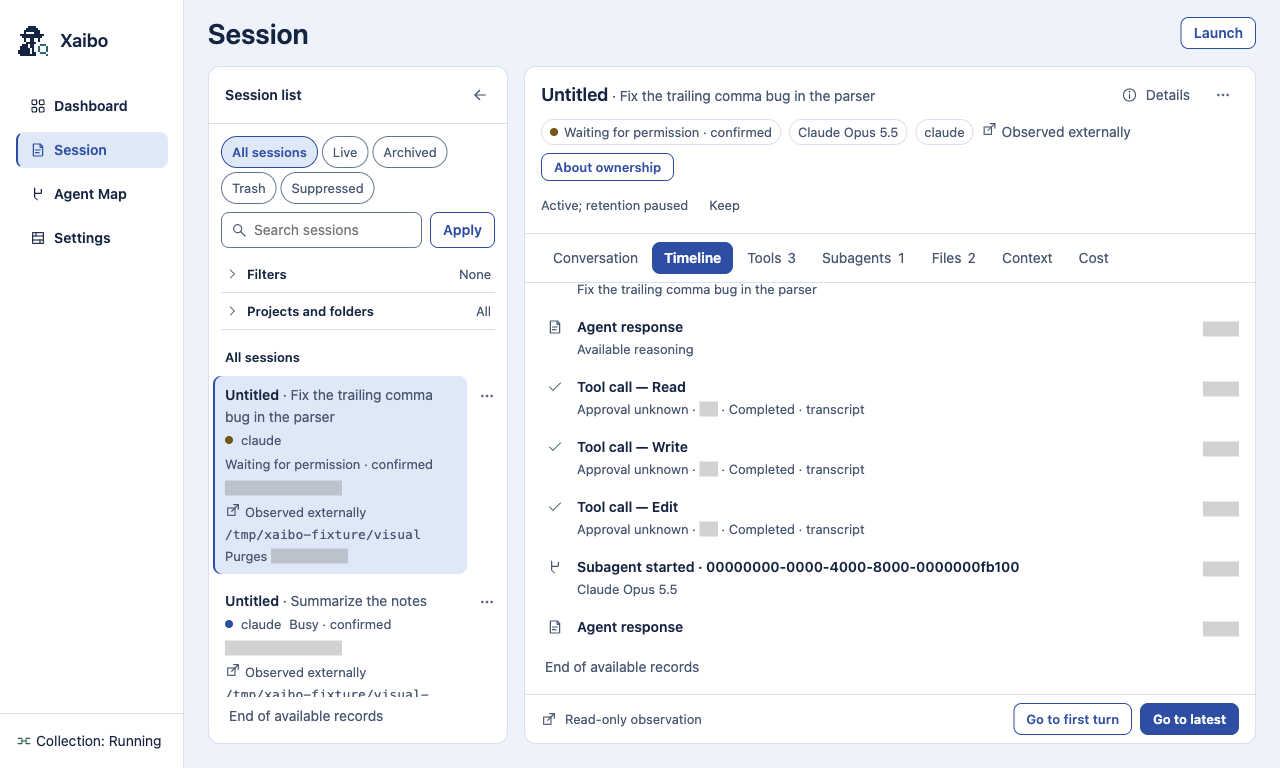 Xaibo
Dashboard
Session
Agent Map
Settings
Collection: Running
Session
Launch
Session list
All sessions
Live
Archived
Trash
Suppressed
Search sessions
Apply
Filters
None
Projects and folders
All
All sessions
Untitled · Fix the trailing comma
bug in the parser
claude
Waiting for permission · confirmed
Observed externally
/tmp/xaibo-fixture/visual
Purges
Untitled · Summarize the notes
claude Busy · confirmed
Observed externally
/tmp/xaibo-fixture/visual-
End of available records
Untitled · Fix the trailing comma bug in the parser
Details
Waiting for permission · confirmed
Claude Opus 5.5
claude
Observed externally
About ownership
Active; retention paused
Keep
Conversation
Timeline
Tools 3
Subagents 1
Files 2
Context
Cost
Fix the trailing comma bug in the parser
Agent response
Available reasoning
Tool call — Read
Approval unknown · · Completed · transcript
Tool call — Write
Approval unknown · · Completed · transcript
Tool call — Edit
Approval unknown · · Completed · transcript
Subagent started · 00000000-0000-4000-8000-0000000fb100
Claude Opus 5.5
Agent response
End of available records
Read-only observation
Go to first turn
Go to latest